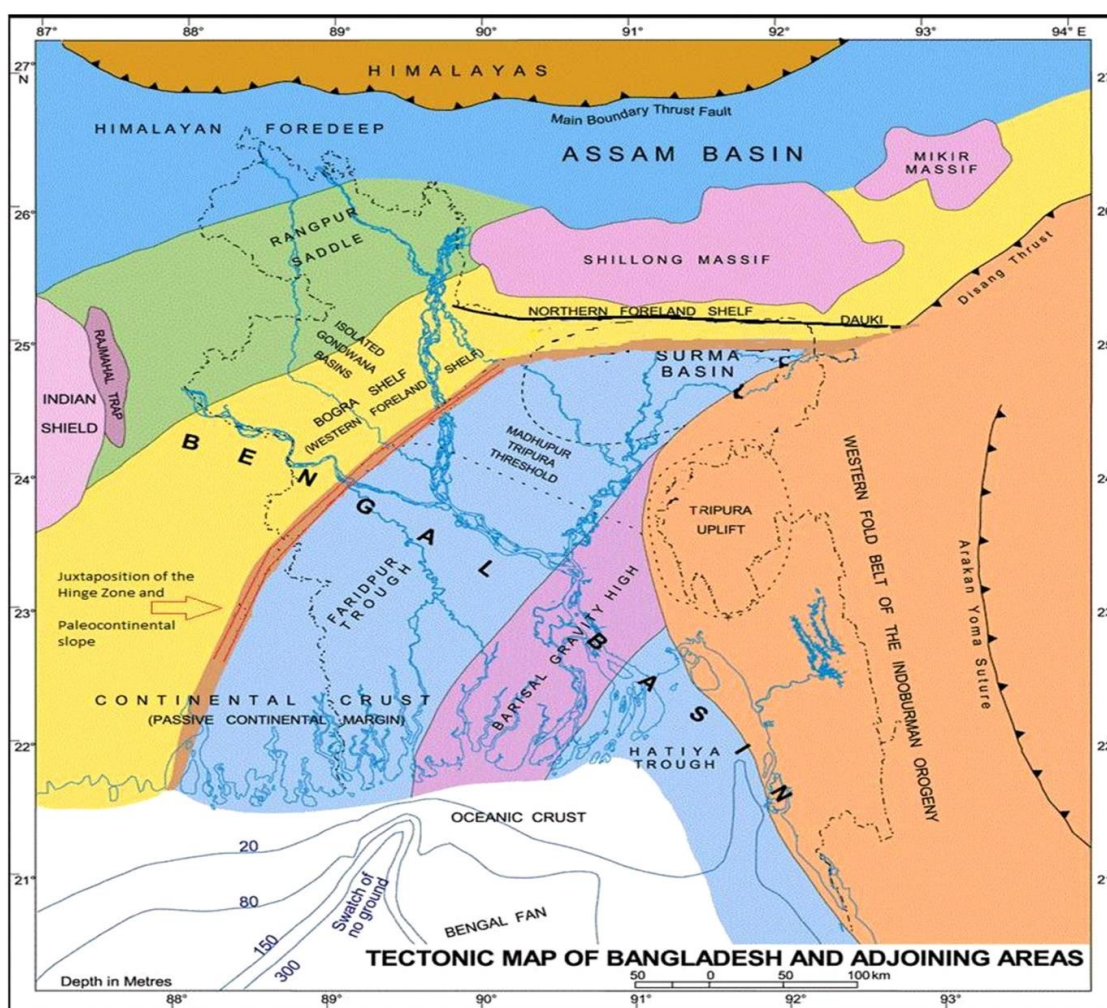 87°
88°
89°
90°
91°
92°
93°
94° E
27°
N
HIMALAYAS
Main Boundary Thrust Fault
HIMALAYAN FOREDEEP
ASSAM BASIN
MIKIR
MASSIF
26°
RANGPUR
SADDLE
SHILLONG MASSIF
Disang Thrust
NORTHERN FORELAND SHELF
DAUKI
25°
RAJMAHAL TRAP
ISOLATED
GONDWANA
BASINS
SURMA
BASIN
INDIAN
SHIELD
BOGRA SHELF
(WESTERN FORELAND SHELF)
BENGAL
MADHUPUR
TRIPURA
THRESHOLD
24°
TRIPURA
UPLIFT
WESTERN FOLD BELT OF THE INDOBURMAN OROGENY
Arakan Yoma Suture
Juxtaposition of the
Hinge Zone and
Paleocontinental
slope
23°
FARIDPUR
TROUGH
BARISAL GRAVITY HIGH
BASIN
CONTINENTAL CRUST
(PASSIVE CONTINENTAL MARGIN)
22°
HATIYA
TROUGH
OCEANIC CRUST
20
21°
80
150
300
Swatch of
no ground
BENGAL FAN
TECTONIC MAP OF BANGLADESH AND ADJOINING AREAS
Depth in Metres
50 0 50 100 km
88°
89°
90°
91°
92°
93°